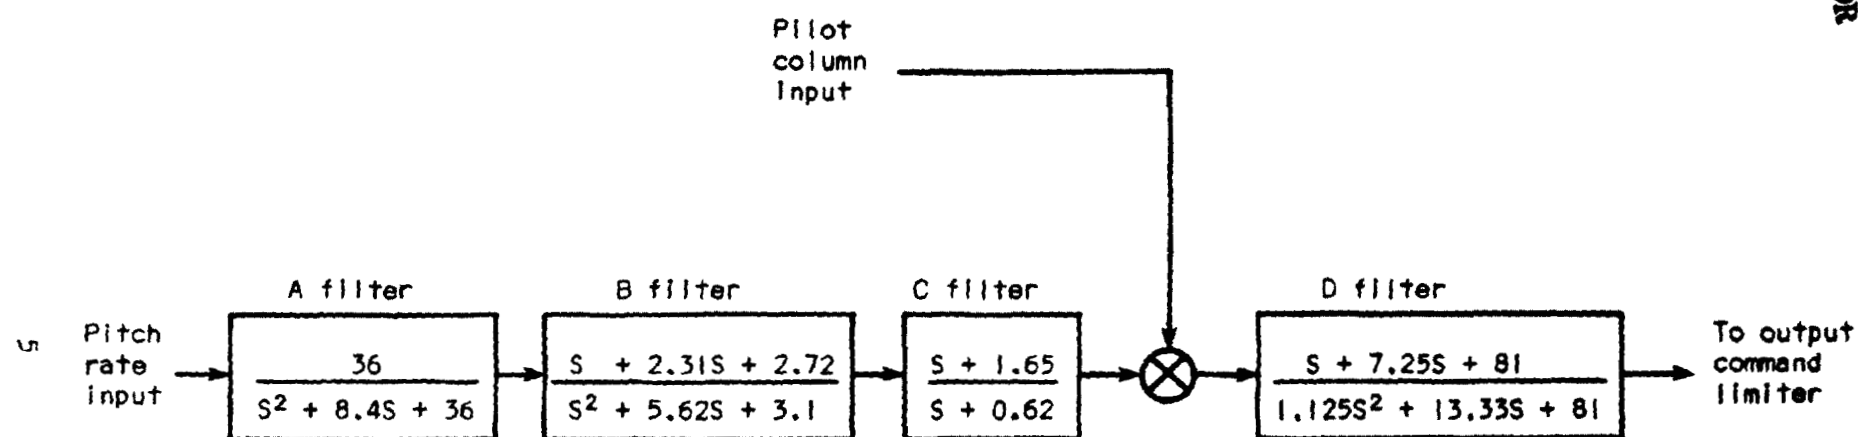 OR
Pilot
column
input
A filter
B filter
C filter
D filter
Pitch
rate
input
36
S² + 8.4S + 36
S + 2.31S + 2.72
S² + 5.62S + 3.1
S + 1.65
S + 0.62
S + 7.25S + 81
1.125S² + 13.33S + 81
To output
command
limiter
5